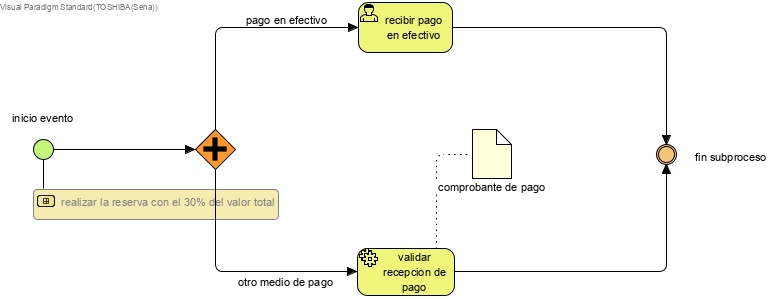 Visual Paradigm Standard(TOSHIBA(Sena))
pago en efectivo
recibir pago
en efectivo
inicio evento
fin subproceso
comprobante de pago
realizar la reserva con el 30% del valor total
validar
recepcion de
pago
otro medio de pago